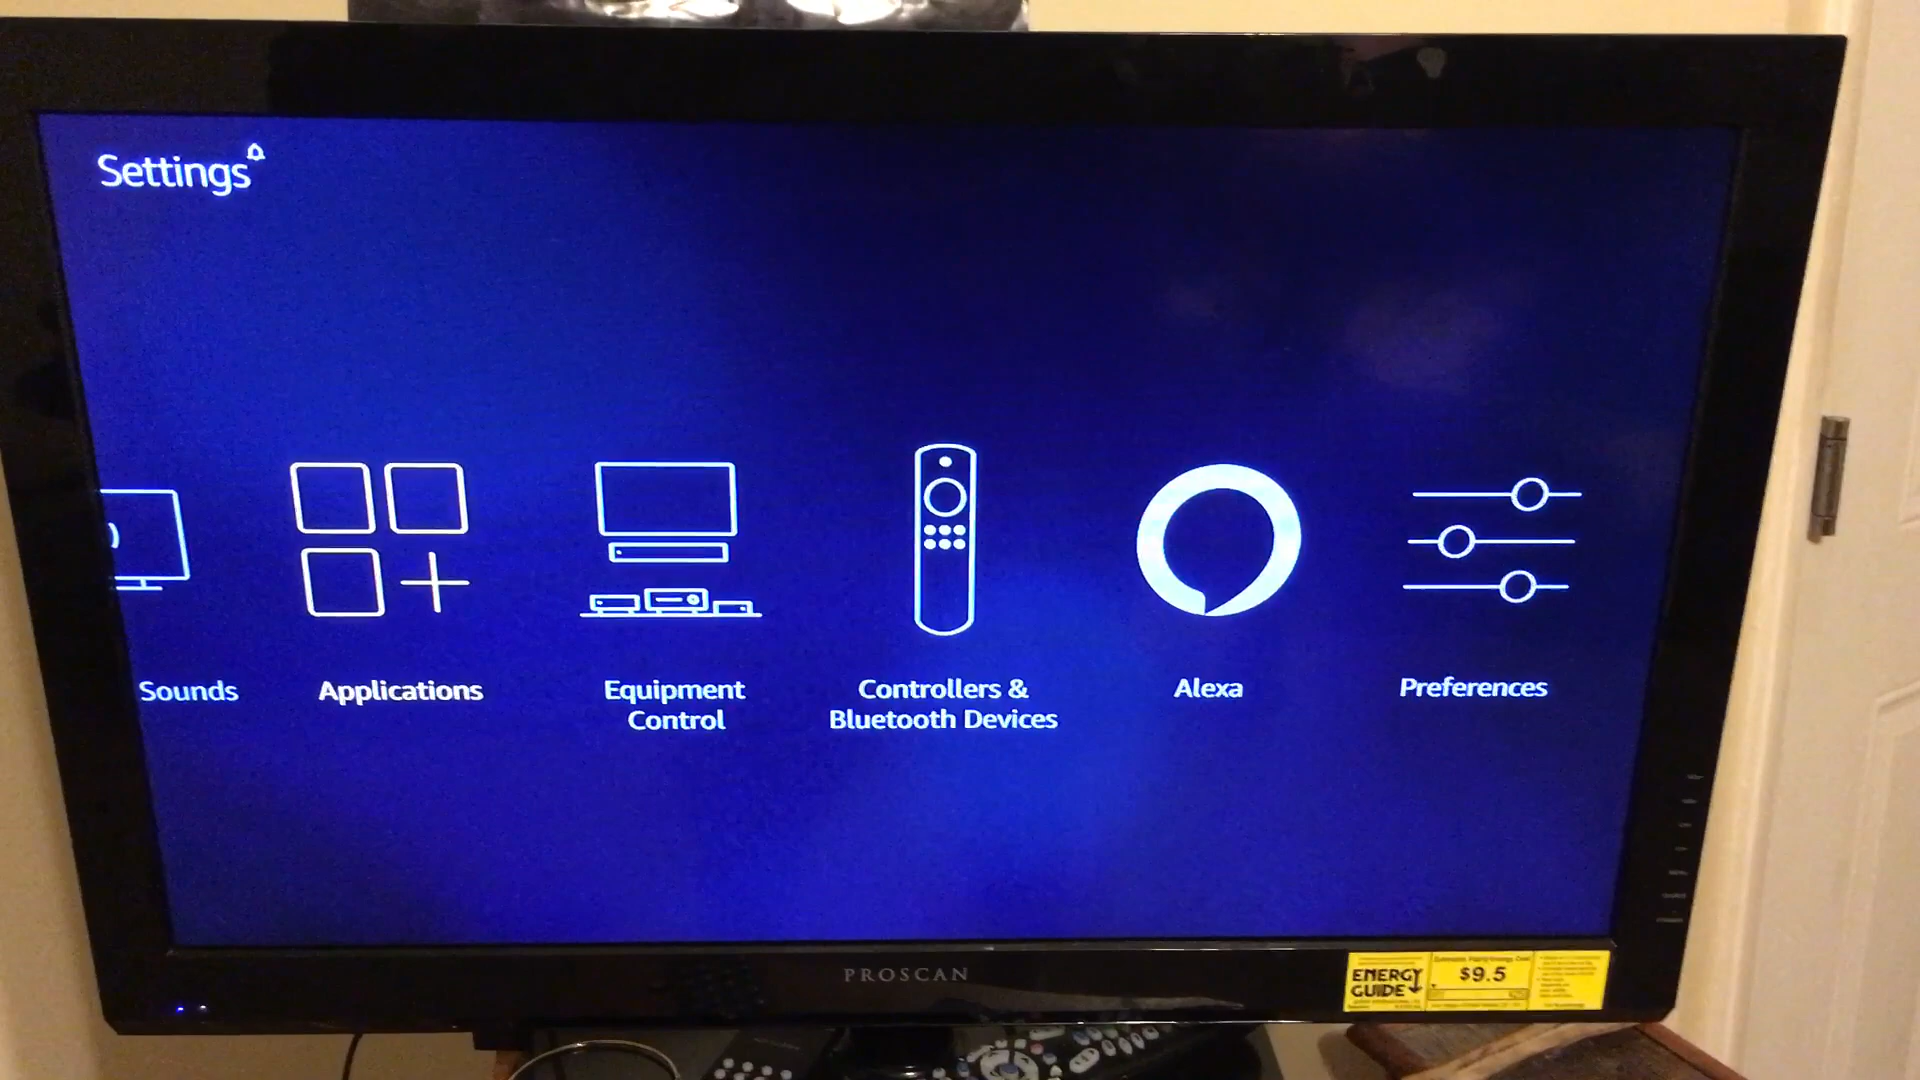 Settings
Sounds
Applications
Equipment
Control
Controllers &
Bluetooth Devices
Alexa
Preferences
PROSCAN
ENERGY
GUIDE
$9.5